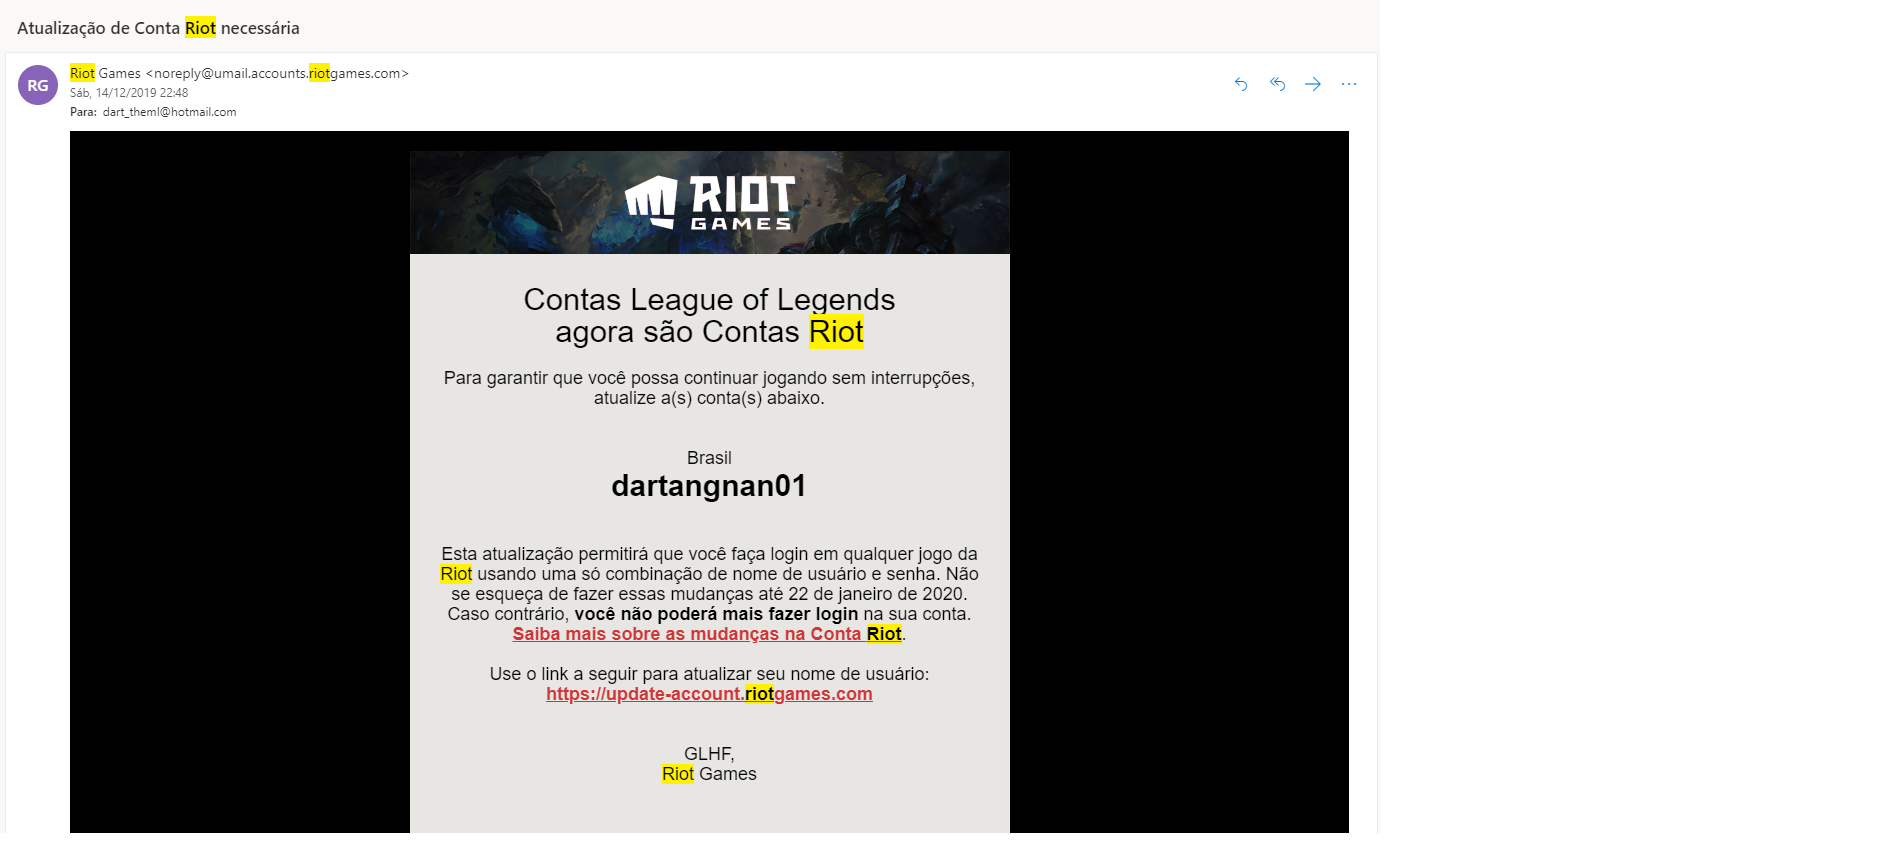 Atualização de Conta Riot necessária
RG
Riot Games <noreply@umail.accounts.riotgames.com>
Sáb, 14/12/2019 22:48
Para: dart_theml@hotmail.com
RIOT
GAMES
Contas League of Legends
agora são Contas Riot
Para garantir que você possa continuar jogando sem interrupções,
atualize a(s) conta(s) abaixo.
Brasil
dartangnan01
Esta atualização permitirá que você faça login em qualquer jogo da
Riot usando uma só combinação de nome de usuário e senha. Não
se esqueça de fazer essas mudanças até 22 de janeiro de 2020.
Caso contrário, você não poderá mais fazer login na sua conta.
Saiba mais sobre as mudanças na Conta Riot.
Use o link a seguir para atualizar seu nome de usuário:
https://update-account.riotgames.com
GLHF,
Riot Games